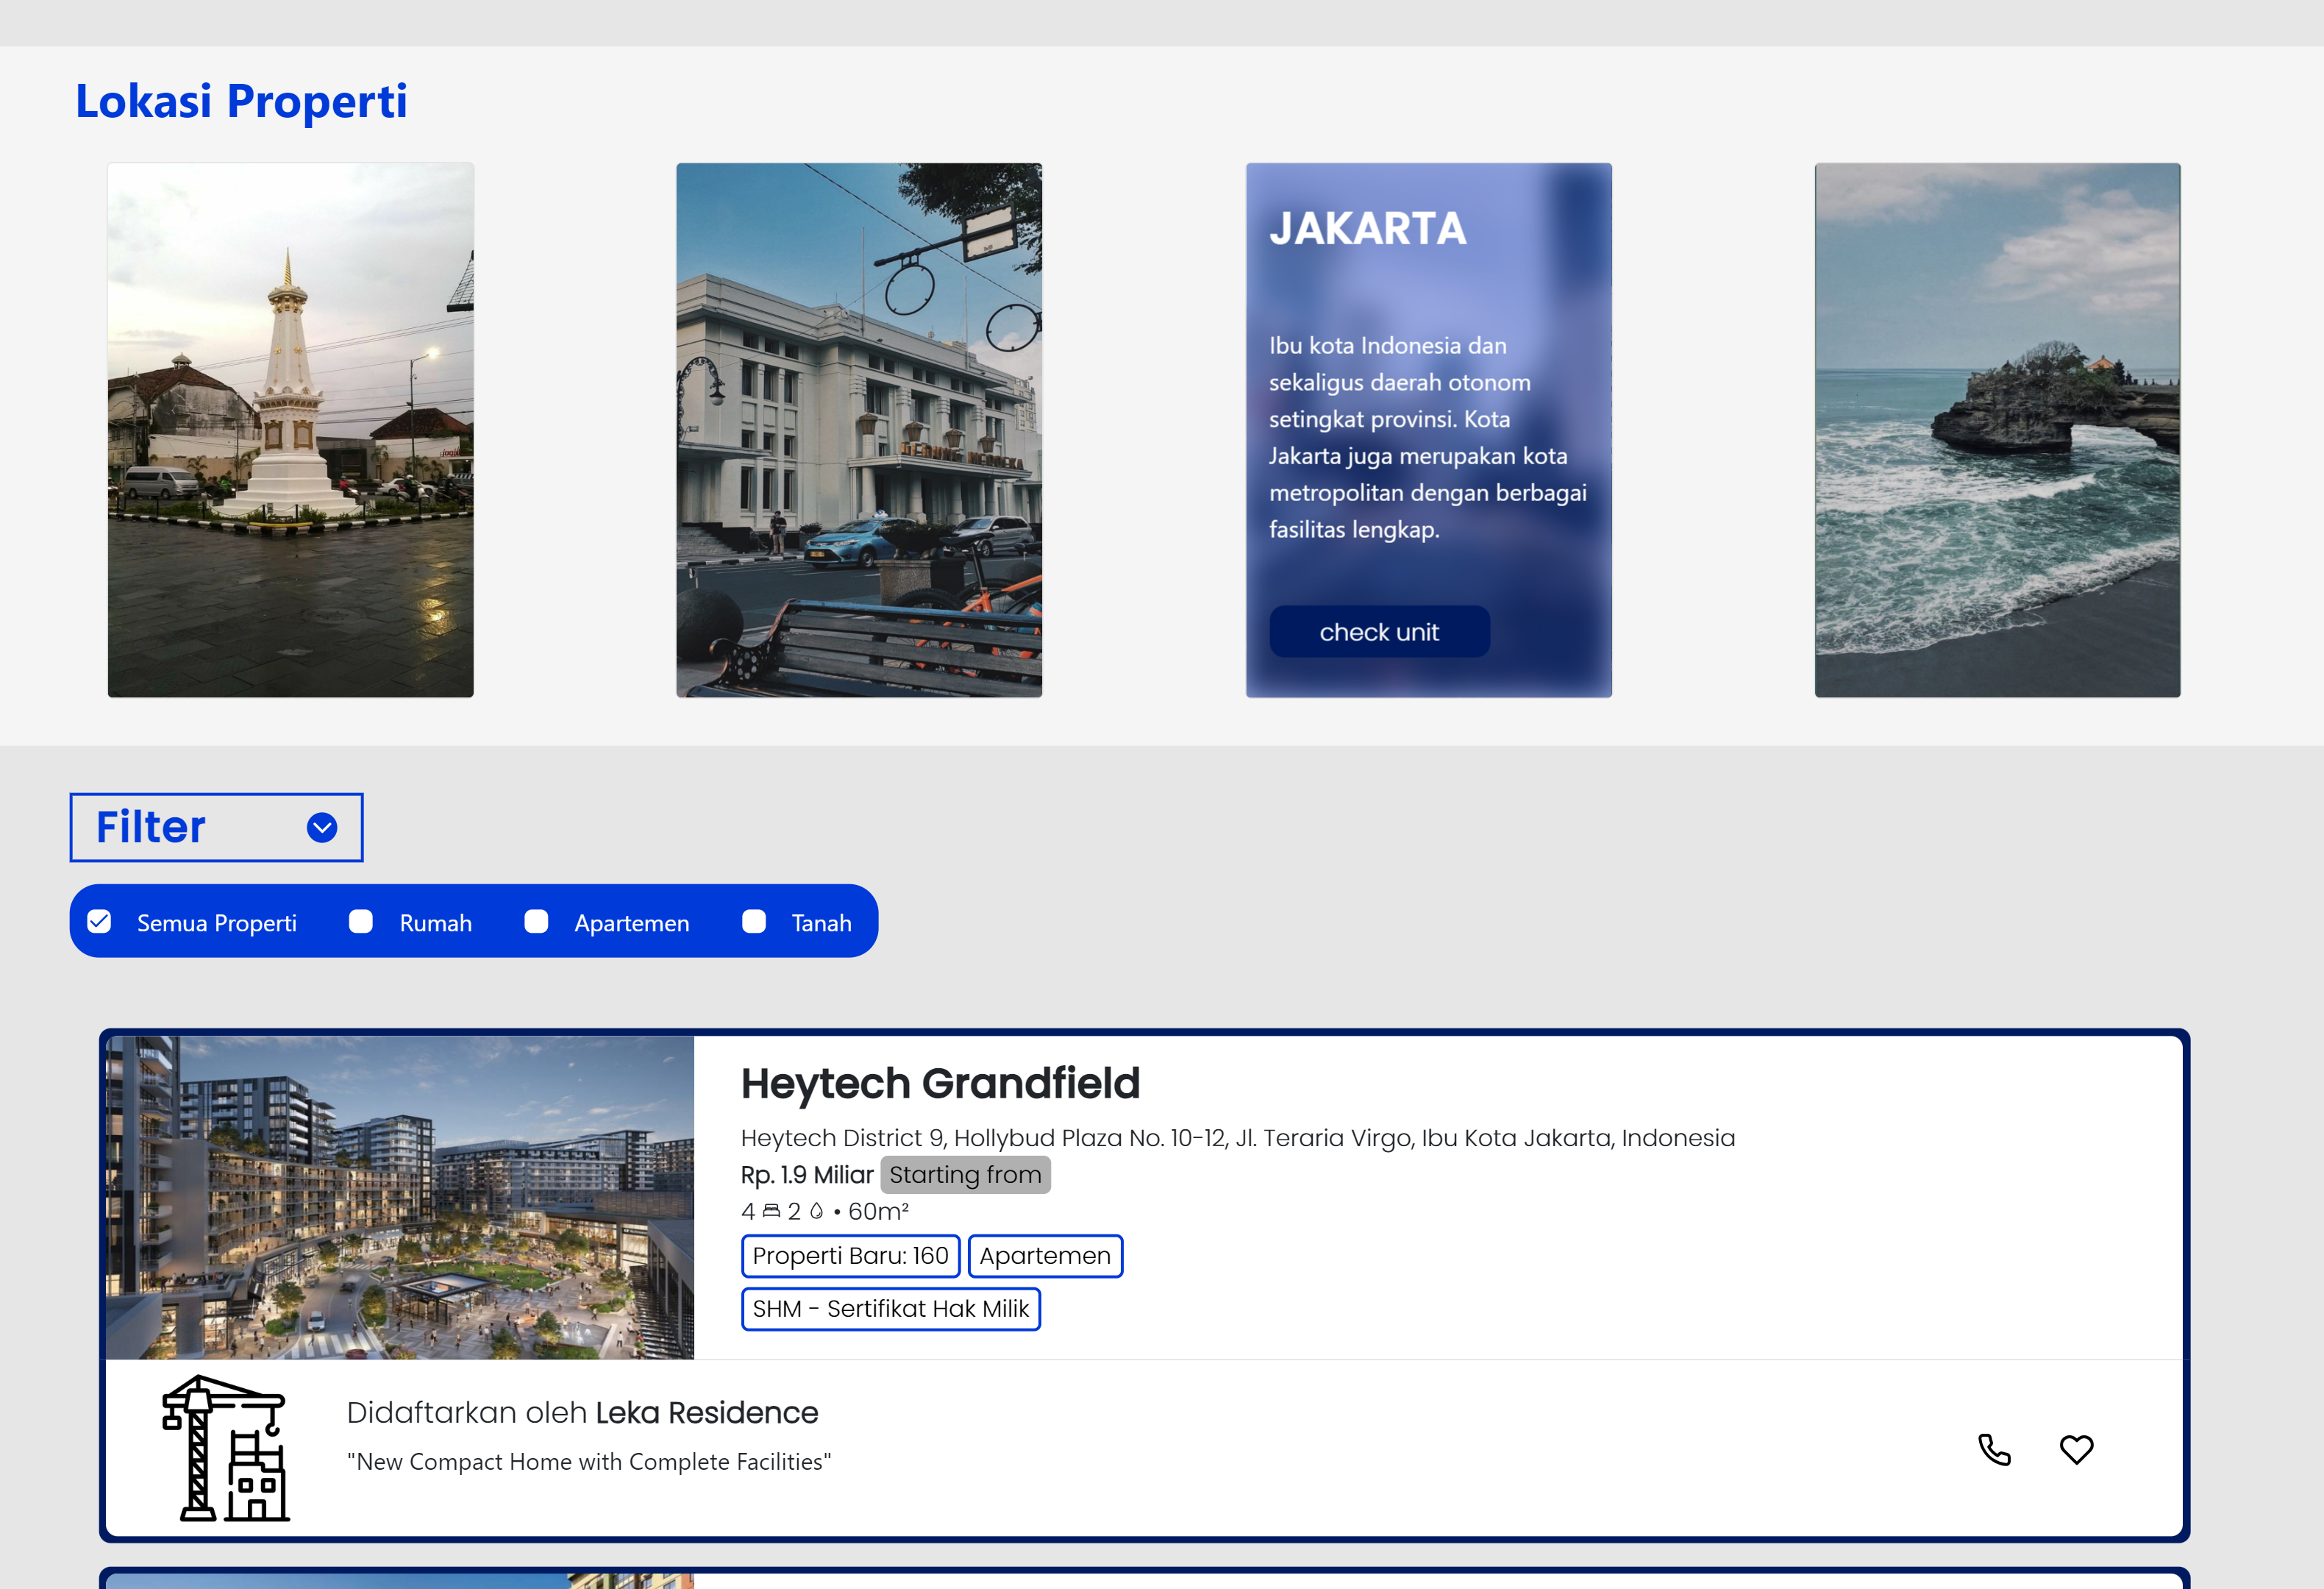 Lokasi Properti
GEDUNG MERDEKA
JAKARTA
Ibu kota Indonesia dan
sekaligus daerah otonom
setingkat provinsi. Kota
Jakarta juga merupakan kota
metropolitan dengan berbagai
fasilitas lengkap.
check unit
Filter
Semua Properti Rumah Apartemen Tanah
Heytech Grandfield
Heytech District 9, Hollybud Plaza No. 10-12, Jl. Teraria Virgo, Ibu Kota Jakarta, Indonesia
Rp. 1.9 Miliar Starting from
4 2 • 60m²
Properti Baru: 160 Apartemen
SHM - Sertifikat Hak Milik
Didaftarkan oleh Leka Residence
"New Compact Home with Complete Facilities"